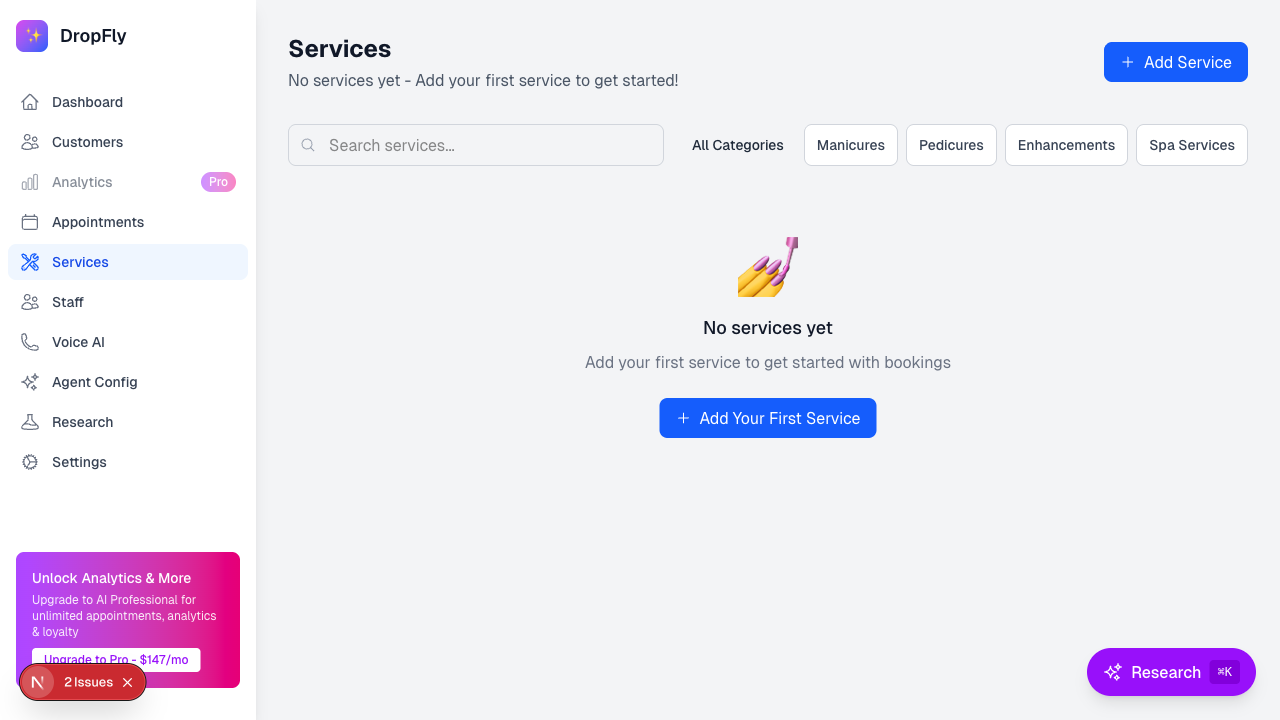 DropFly
Dashboard
Customers
Analytics
Pro
Appointments
Services
Staff
Voice AI
Agent Config
Research
Settings
Unlock Analytics & More
Upgrade to AI Professional for
unlimited appointments, analytics
& loyalty
Upgrade to Pro - $147/mo
N
2 Issues
Services
No services yet - Add your first service to get started!
Add Service
Search services...
All Categories
Manicures
Pedicures
Enhancements
Spa Services
No services yet
Add your first service to get started with bookings
Add Your First Service
Research
⌘K